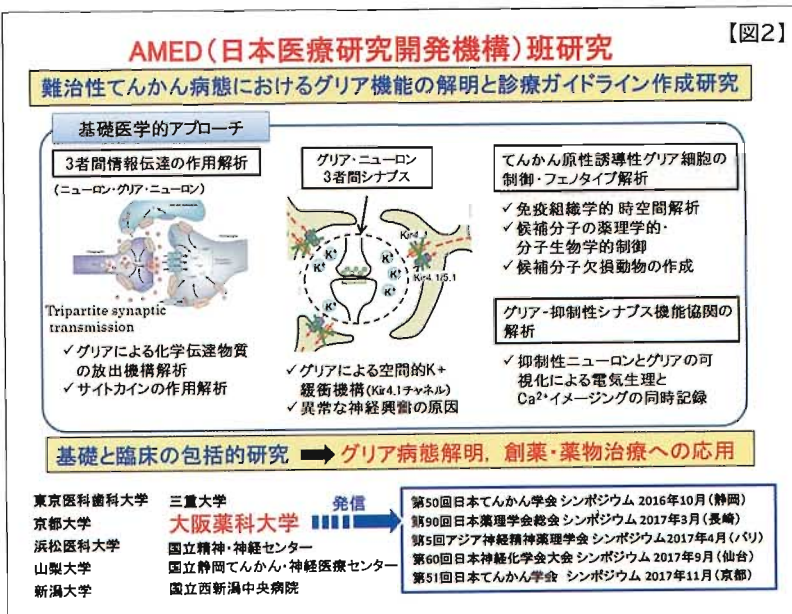 【図2】
AMED(日本医療研究開発機構)班研究
難治性てんかん病態におけるグリア機能の解明と診療ガイドライン作成研究
基礎医学的アプローチ
3者間情報伝達の作用解析
(ニューロン・グリア・ニューロン)
Tripartite synaptic
transmission
✓グリアによる化学伝達物質
の放出機構解析
✓サイトカインの作用解析
グリア・ニューロン
3者間シナプス
Kir4.1
Kir4.1/5.1
K+
K+
K+
K+
K+
K+
✓グリアによる空間的K+
緩衝機構(Kir4.1チャネル)
✓異常な神経興奮の原因
てんかん原性誘導性グリア細胞の
制御・フェノタイプ解析
✓免疫組織学的 時空間解析
✓候補分子の薬理学的・
分子生物学的制御
✓候補分子欠損動物の作成
グリア-抑制性シナプス機能協関の
解析
✓抑制性ニューロンとグリアの可
視化による電気生理と
Ca²⁺イメージングの同時記録
基礎と臨床の包括的研究 ➡ グリア病態解明，創薬・薬物治療への応用
東京医科歯科大学
京都大学
浜松医科大学
山梨大学
新潟大学
三重大学
大阪薬科大学
国立精神・神経センター
国立静岡てんかん・神経医療センター
国立西新潟中央病院
発信
第50回日本てんかん学会 シンポジウム 2016年10月(静岡)
第90回日本薬理学会総会 シンポジウム 2017年3月(長崎)
第5回アジア神経精神薬理学会 シンポジウム2017年4月(バリ)
第60回日本神経化学会大会 シンポジウム 2017年9月(仙台)
第51回日本てんかん学会 シンポジウム 2017年11月(京都)